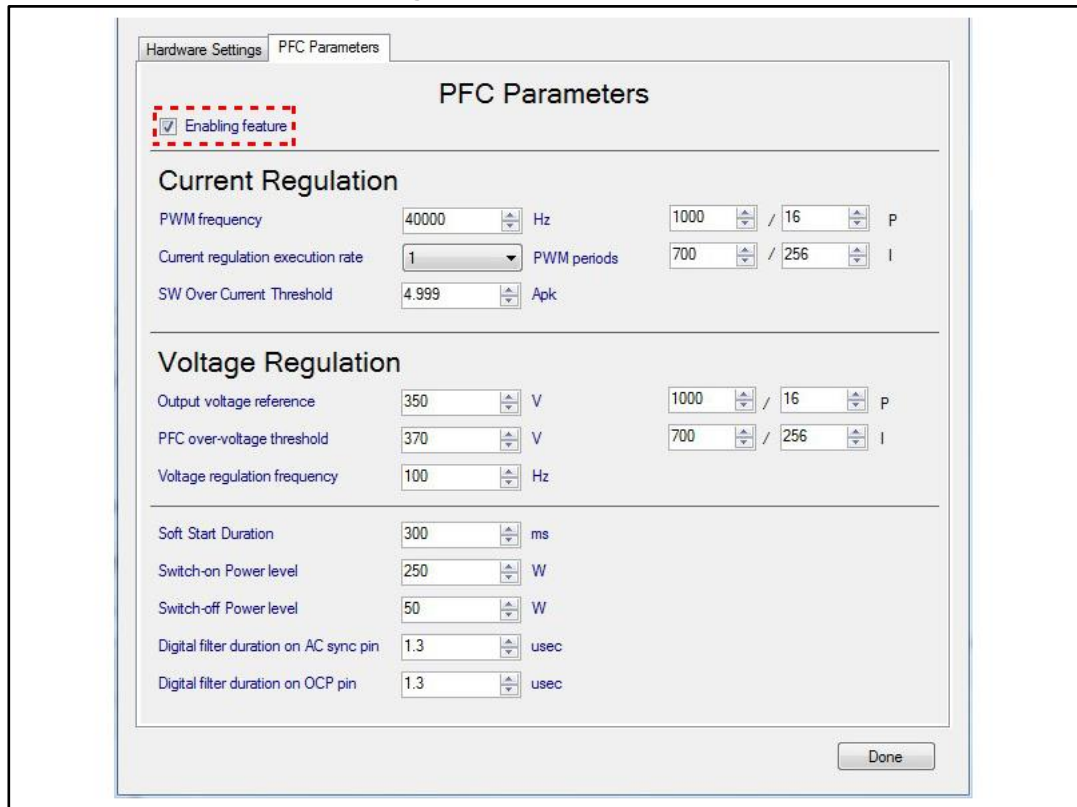 Hardware Settings PFC Parameters
PFC Parameters
Enabling feature
Current Regulation
PWM frequency 40000 Hz 1000 / 16 P
Current regulation execution rate 1 PWM periods 700 / 256 I
SW Over Current Threshold 4.999 Apk
Voltage Regulation
Output voltage reference 350 V 1000 / 16 P
PFC over-voltage threshold 370 V 700 / 256 I
Voltage regulation frequency 100 Hz
Soft Start Duration 300 ms
Switch-on Power level 250 W
Switch-off Power level 50 W
Digital filter duration on AC sync pin 1.3 usec
Digital filter duration on OCP pin 1.3 usec
Done